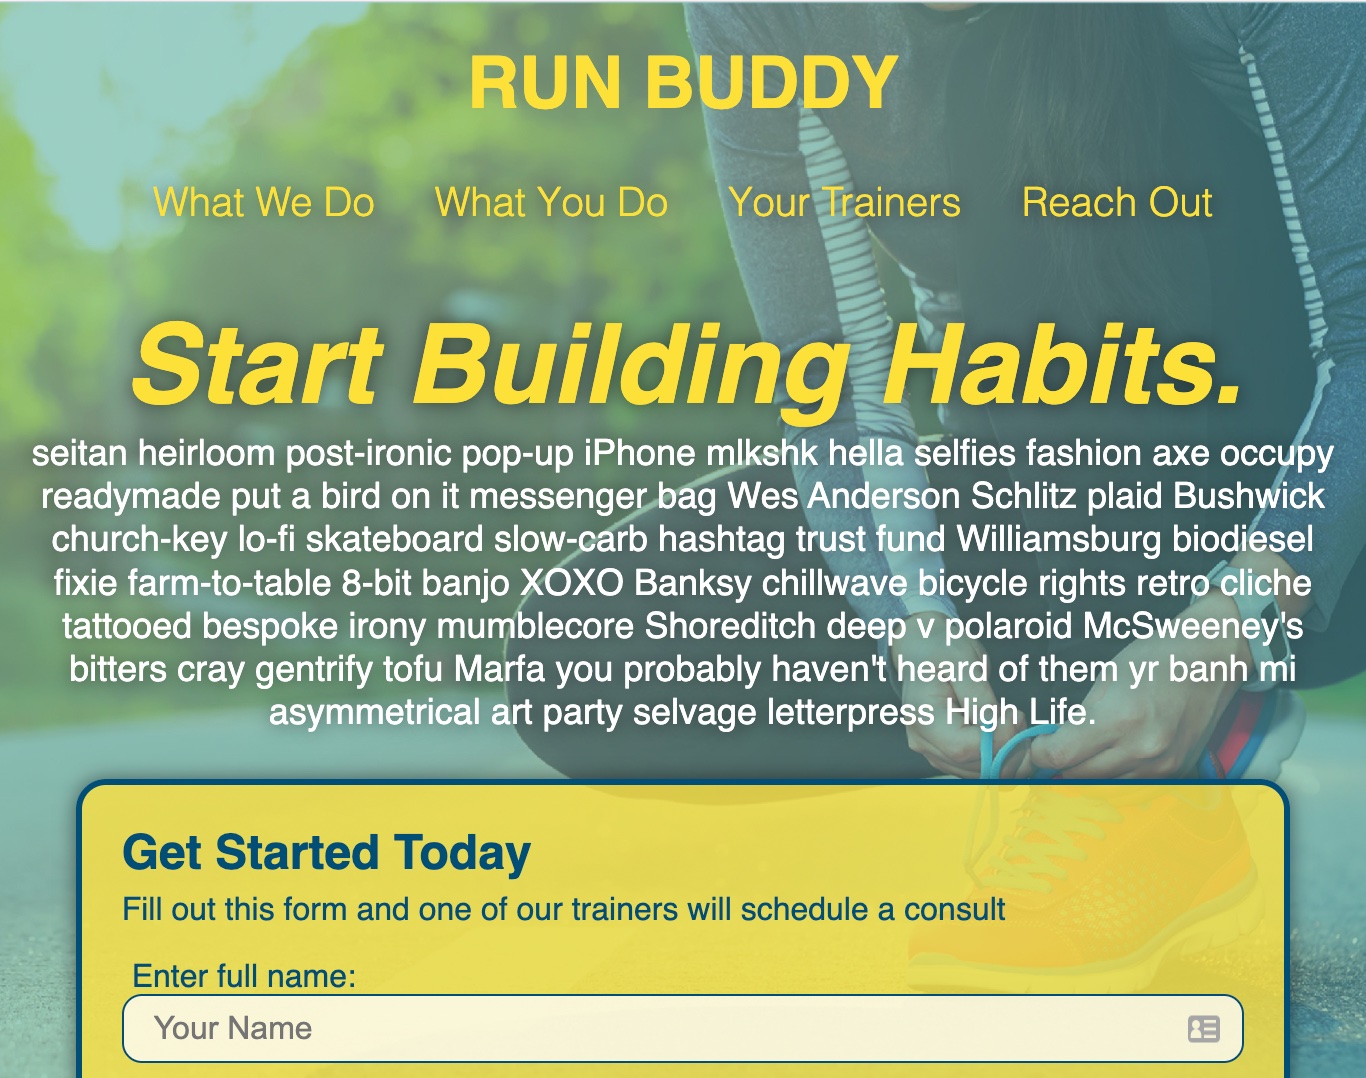 RUN BUDDY
What We Do What You Do Your Trainers Reach Out
Start Building Habits.
seitan heirloom post-ironic pop-up iPhone mlkshk hella selfies fashion axe occupy
readymade put a bird on it messenger bag Wes Anderson Schlitz plaid Bushwick
church-key lo-fi skateboard slow-carb hashtag trust fund Williamsburg biodiesel
fixie farm-to-table 8-bit banjo XOXO Banksy chillwave bicycle rights retro cliche
tattooed bespoke irony mumblecore Shoreditch deep v polaroid McSweeney's
bitters cray gentrify tofu Marfa you probably haven't heard of them yr banh mi
asymmetrical art party selvage letterpress High Life.
Get Started Today
Fill out this form and one of our trainers will schedule a consult
Enter full name:
Your Name